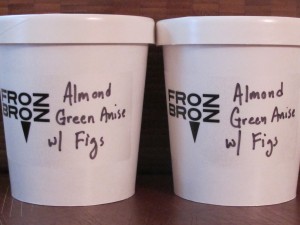 FROZ
BROZ
Almond
Green Anise
w/ Figs
FROZ
BROZ
Almond
Green Anise
w/ Figs